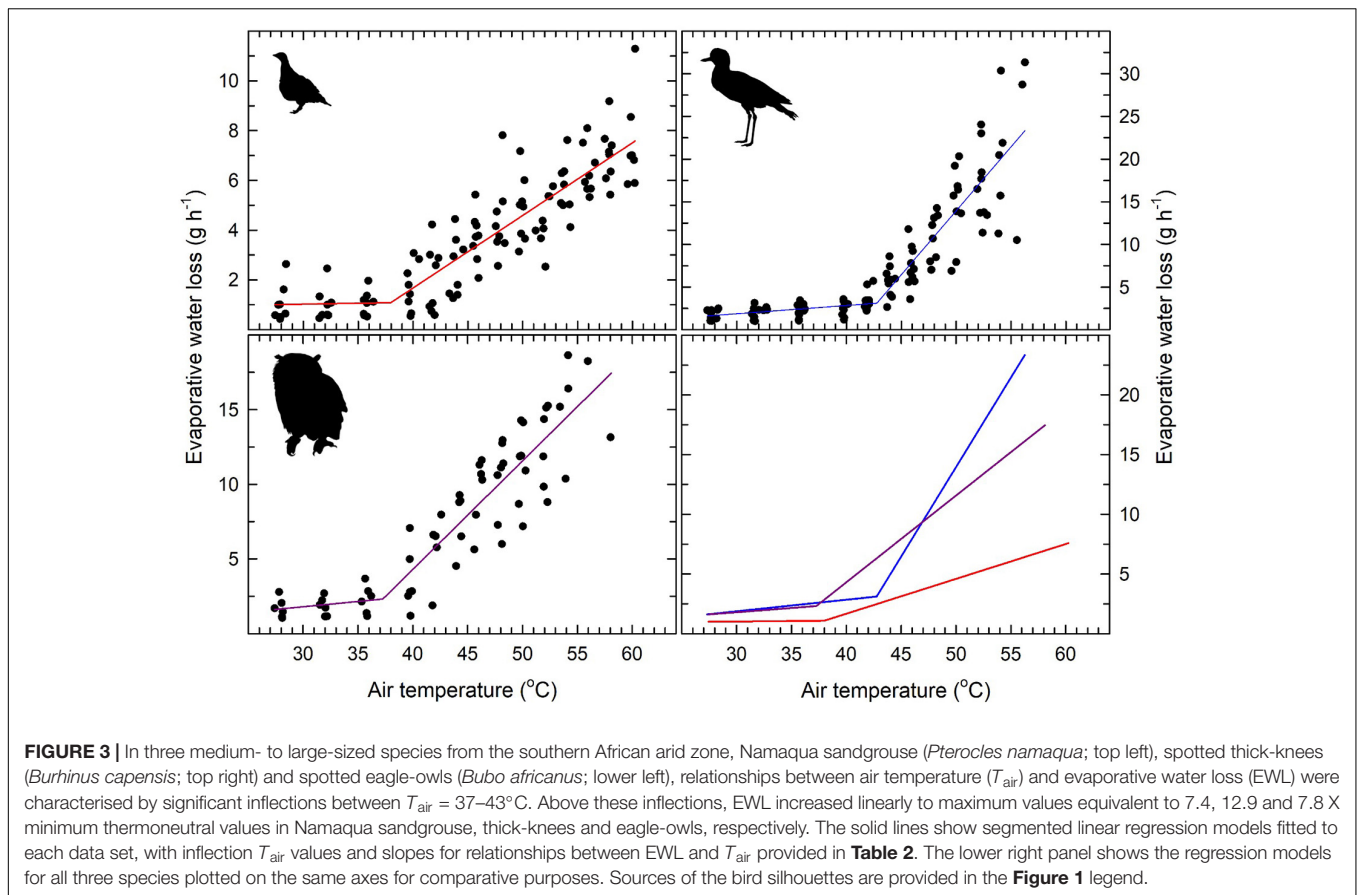 10
8
6
4
2
30
25
20
15
10
5
Evaporative water loss (g h-1)
Evaporative water loss (g h-1)
15
10
5
20
15
10
5
30 35 40 45 50 55 60
30 35 40 45 50 55 60
Air temperature (oC)
Air temperature (oC)
FIGURE 3 | In three medium- to large-sized species from the southern African arid zone, Namaqua sandgrouse (Pterocles namaqua; top left), spotted thick-knees
(Burhinus capensis; top right) and spotted eagle-owls (Bubo africanus; lower left), relationships between air temperature (Tair) and evaporative water loss (EWL) were
characterised by significant inflections between Tair = 37–43°C. Above these inflections, EWL increased linearly to maximum values equivalent to 7.4, 12.9 and 7.8 X
minimum thermoneutral values in Namaqua sandgrouse, thick-knees and eagle-owls, respectively. The solid lines show segmented linear regression models fitted to
each data set, with inflection Tair values and slopes for relationships between EWL and Tair provided in Table 2. The lower right panel shows the regression models
for all three species plotted on the same axes for comparative purposes. Sources of the bird silhouettes are provided in the Figure 1 legend.